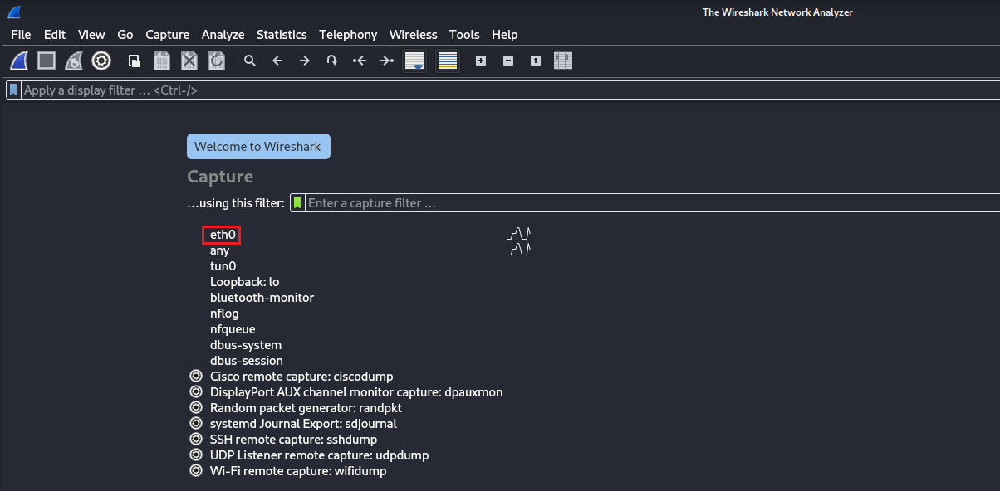 The Wireshark Network Analyzer
File Edit View Go Capture Analyze Statistics Telephony Wireless Tools Help
1
Apply a display filter … <Ctrl-/>
Welcome to Wireshark
Capture
…using this filter: Enter a capture filter …
eth0
any
tun0
Loopback: lo
bluetooth-monitor
nflog
nfqueue
dbus-system
dbus-session
Cisco remote capture: ciscodump
DisplayPort AUX channel monitor capture: dpauxmon
Random packet generator: randpkt
systemd Journal Export: sdjournal
SSH remote capture: sshdump
UDP Listener remote capture: udpdump
Wi-Fi remote capture: wifidump